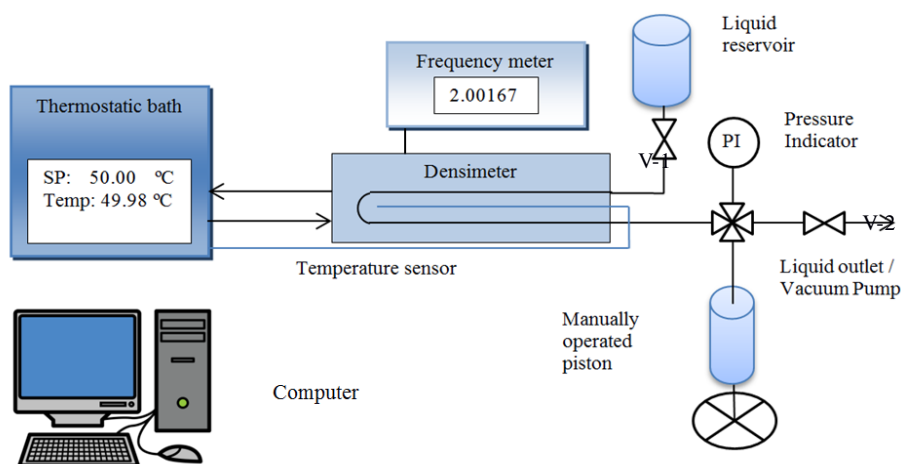 Liquid
reservoir
Frequency meter
2.00167
Thermostatic bath
Pressure
Indicator
PI
V-1
Densimeter
SP: 50.00 ºC
Temp: 49.98 ºC
V-2
Temperature sensor
Liquid outlet /
Vacuum Pump
Manually
operated
piston
Computer